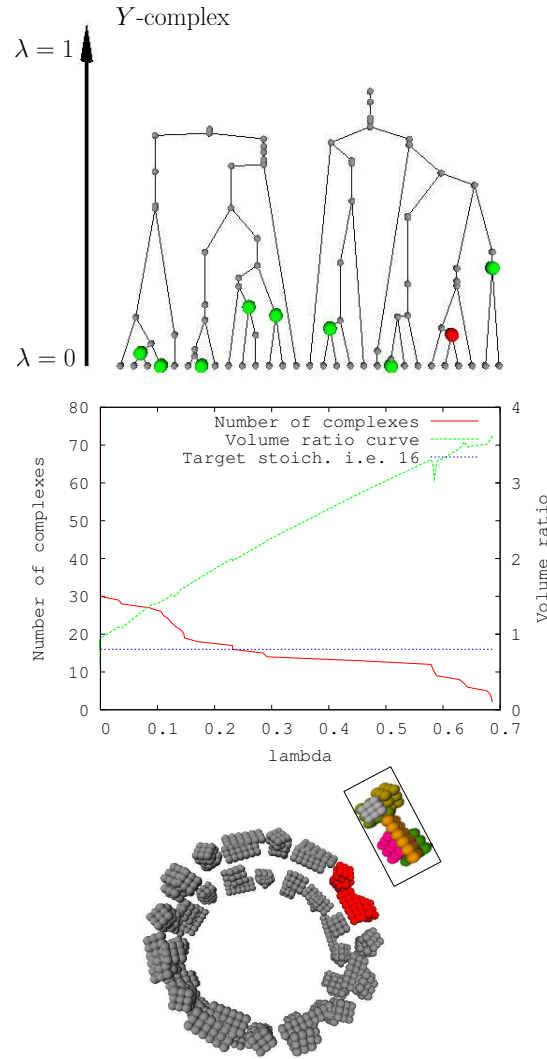 Y-complex
λ = 1
λ = 0
80
70
60
50
40
30
20
10
0
Number of complexes
Number of complexes
Volume ratio curve
Target stoich. i.e. 16
4
3
2
1
0
Volume ratio
0 0.1 0.2 0.3 0.4 0.5 0.6 0.7
lambda